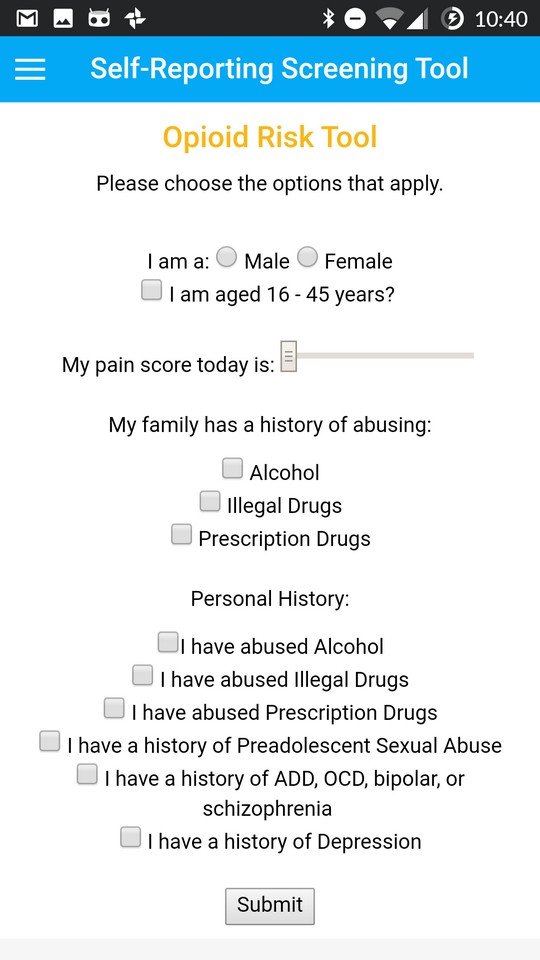 10:40
Self-Reporting Screening Tool
Opioid Risk Tool
Please choose the options that apply.
I am a: Male Female
I am aged 16 - 45 years?
My pain score today is:
My family has a history of abusing:
Alcohol
Illegal Drugs
Prescription Drugs
Personal History:
I have abused Alcohol
I have abused Illegal Drugs
I have abused Prescription Drugs
I have a history of Preadolescent Sexual Abuse
I have a history of ADD, OCD, bipolar, or
schizophrenia
I have a history of Depression
Submit